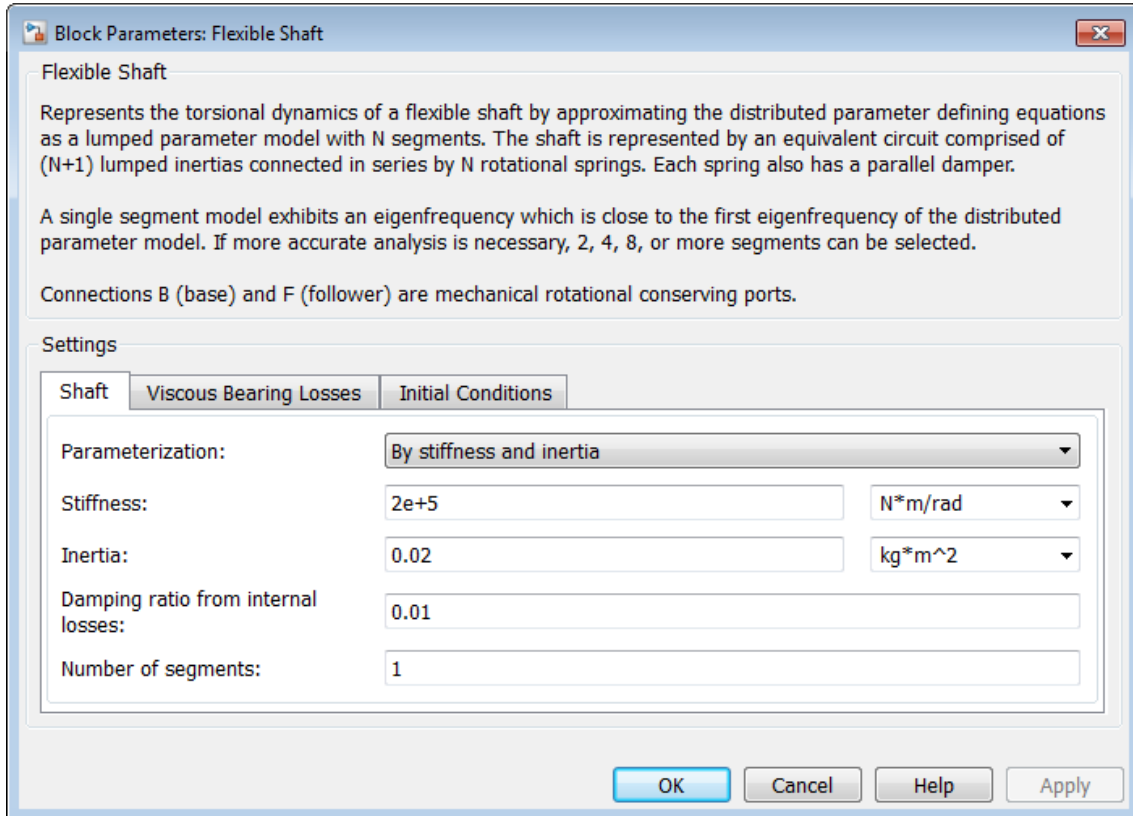 Block Parameters: Flexible Shaft
Flexible Shaft
Represents the torsional dynamics of a flexible shaft by approximating the distributed parameter defining equations
as a lumped parameter model with N segments. The shaft is represented by an equivalent circuit comprised of
(N+1) lumped inertias connected in series by N rotational springs. Each spring also has a parallel damper.
A single segment model exhibits an eigenfrequency which is close to the first eigenfrequency of the distributed
parameter model. If more accurate analysis is necessary, 2, 4, 8, or more segments can be selected.
Connections B (base) and F (follower) are mechanical rotational conserving ports.
Settings
Shaft Viscous Bearing Losses Initial Conditions
Parameterization: By stiffness and inertia
Stiffness: 2e+5 N*m/rad
Inertia: 0.02 kg*m^2
Damping ratio from internal
losses: 0.01
Number of segments: 1
OK Cancel Help Apply